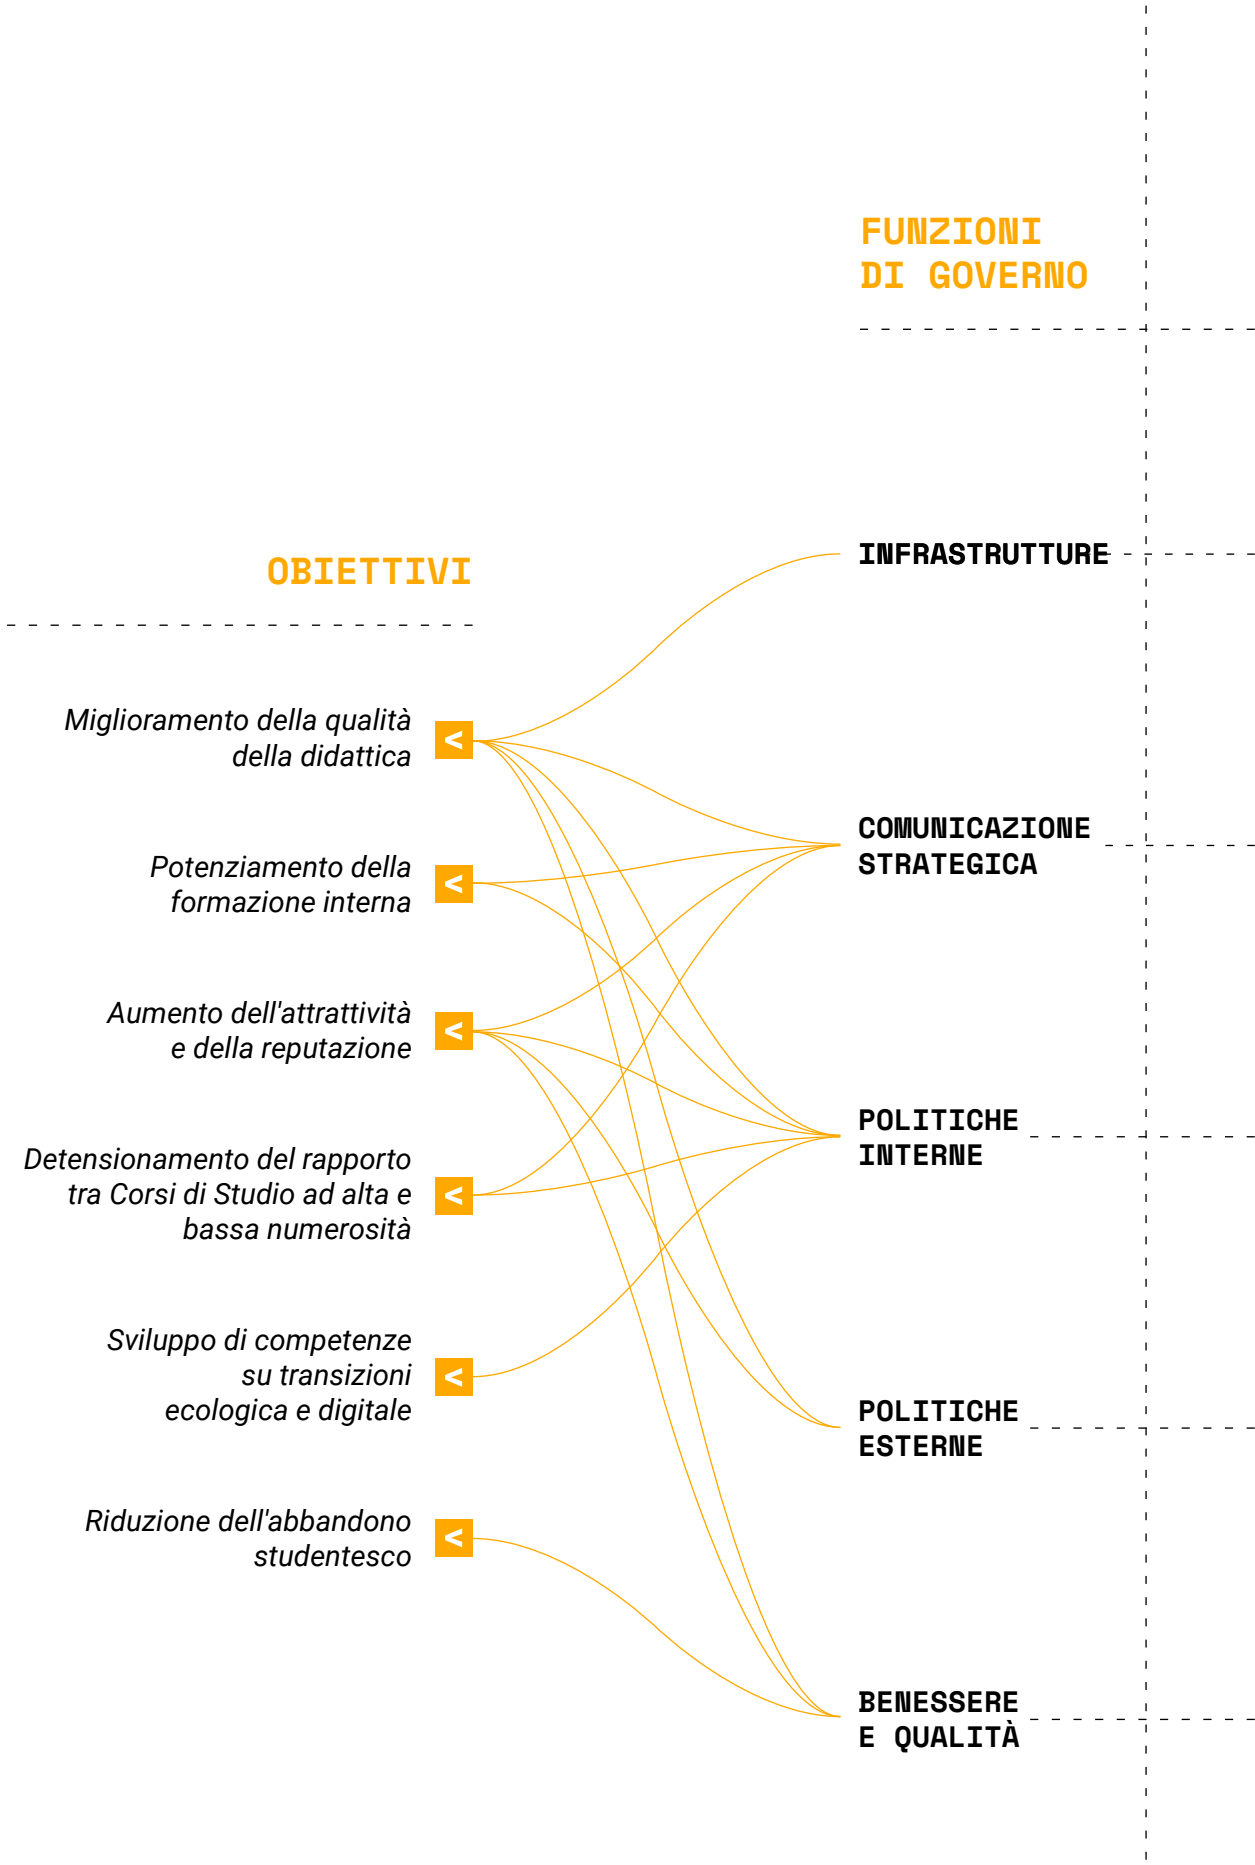 FUNZIONI
DI GOVERNO
OBIETTIVI
Miglioramento della qualità
della didattica
<
Potenziamento della
formazione interna
<
Aumento dell'attrattività
e della reputazione
<
Detensionamento del rapporto
tra Corsi di Studio ad alta e
bassa numerosità
<
Sviluppo di competenze
su transizioni
ecologica e digitale
<
Riduzione dell'abbandono
studentesco
<
INFRASTRUTTURE
COMUNICAZIONE
STRATEGICA
POLITICHE
INTERNE
POLITICHE
ESTERNE
BENESSERE
E QUALITÀ